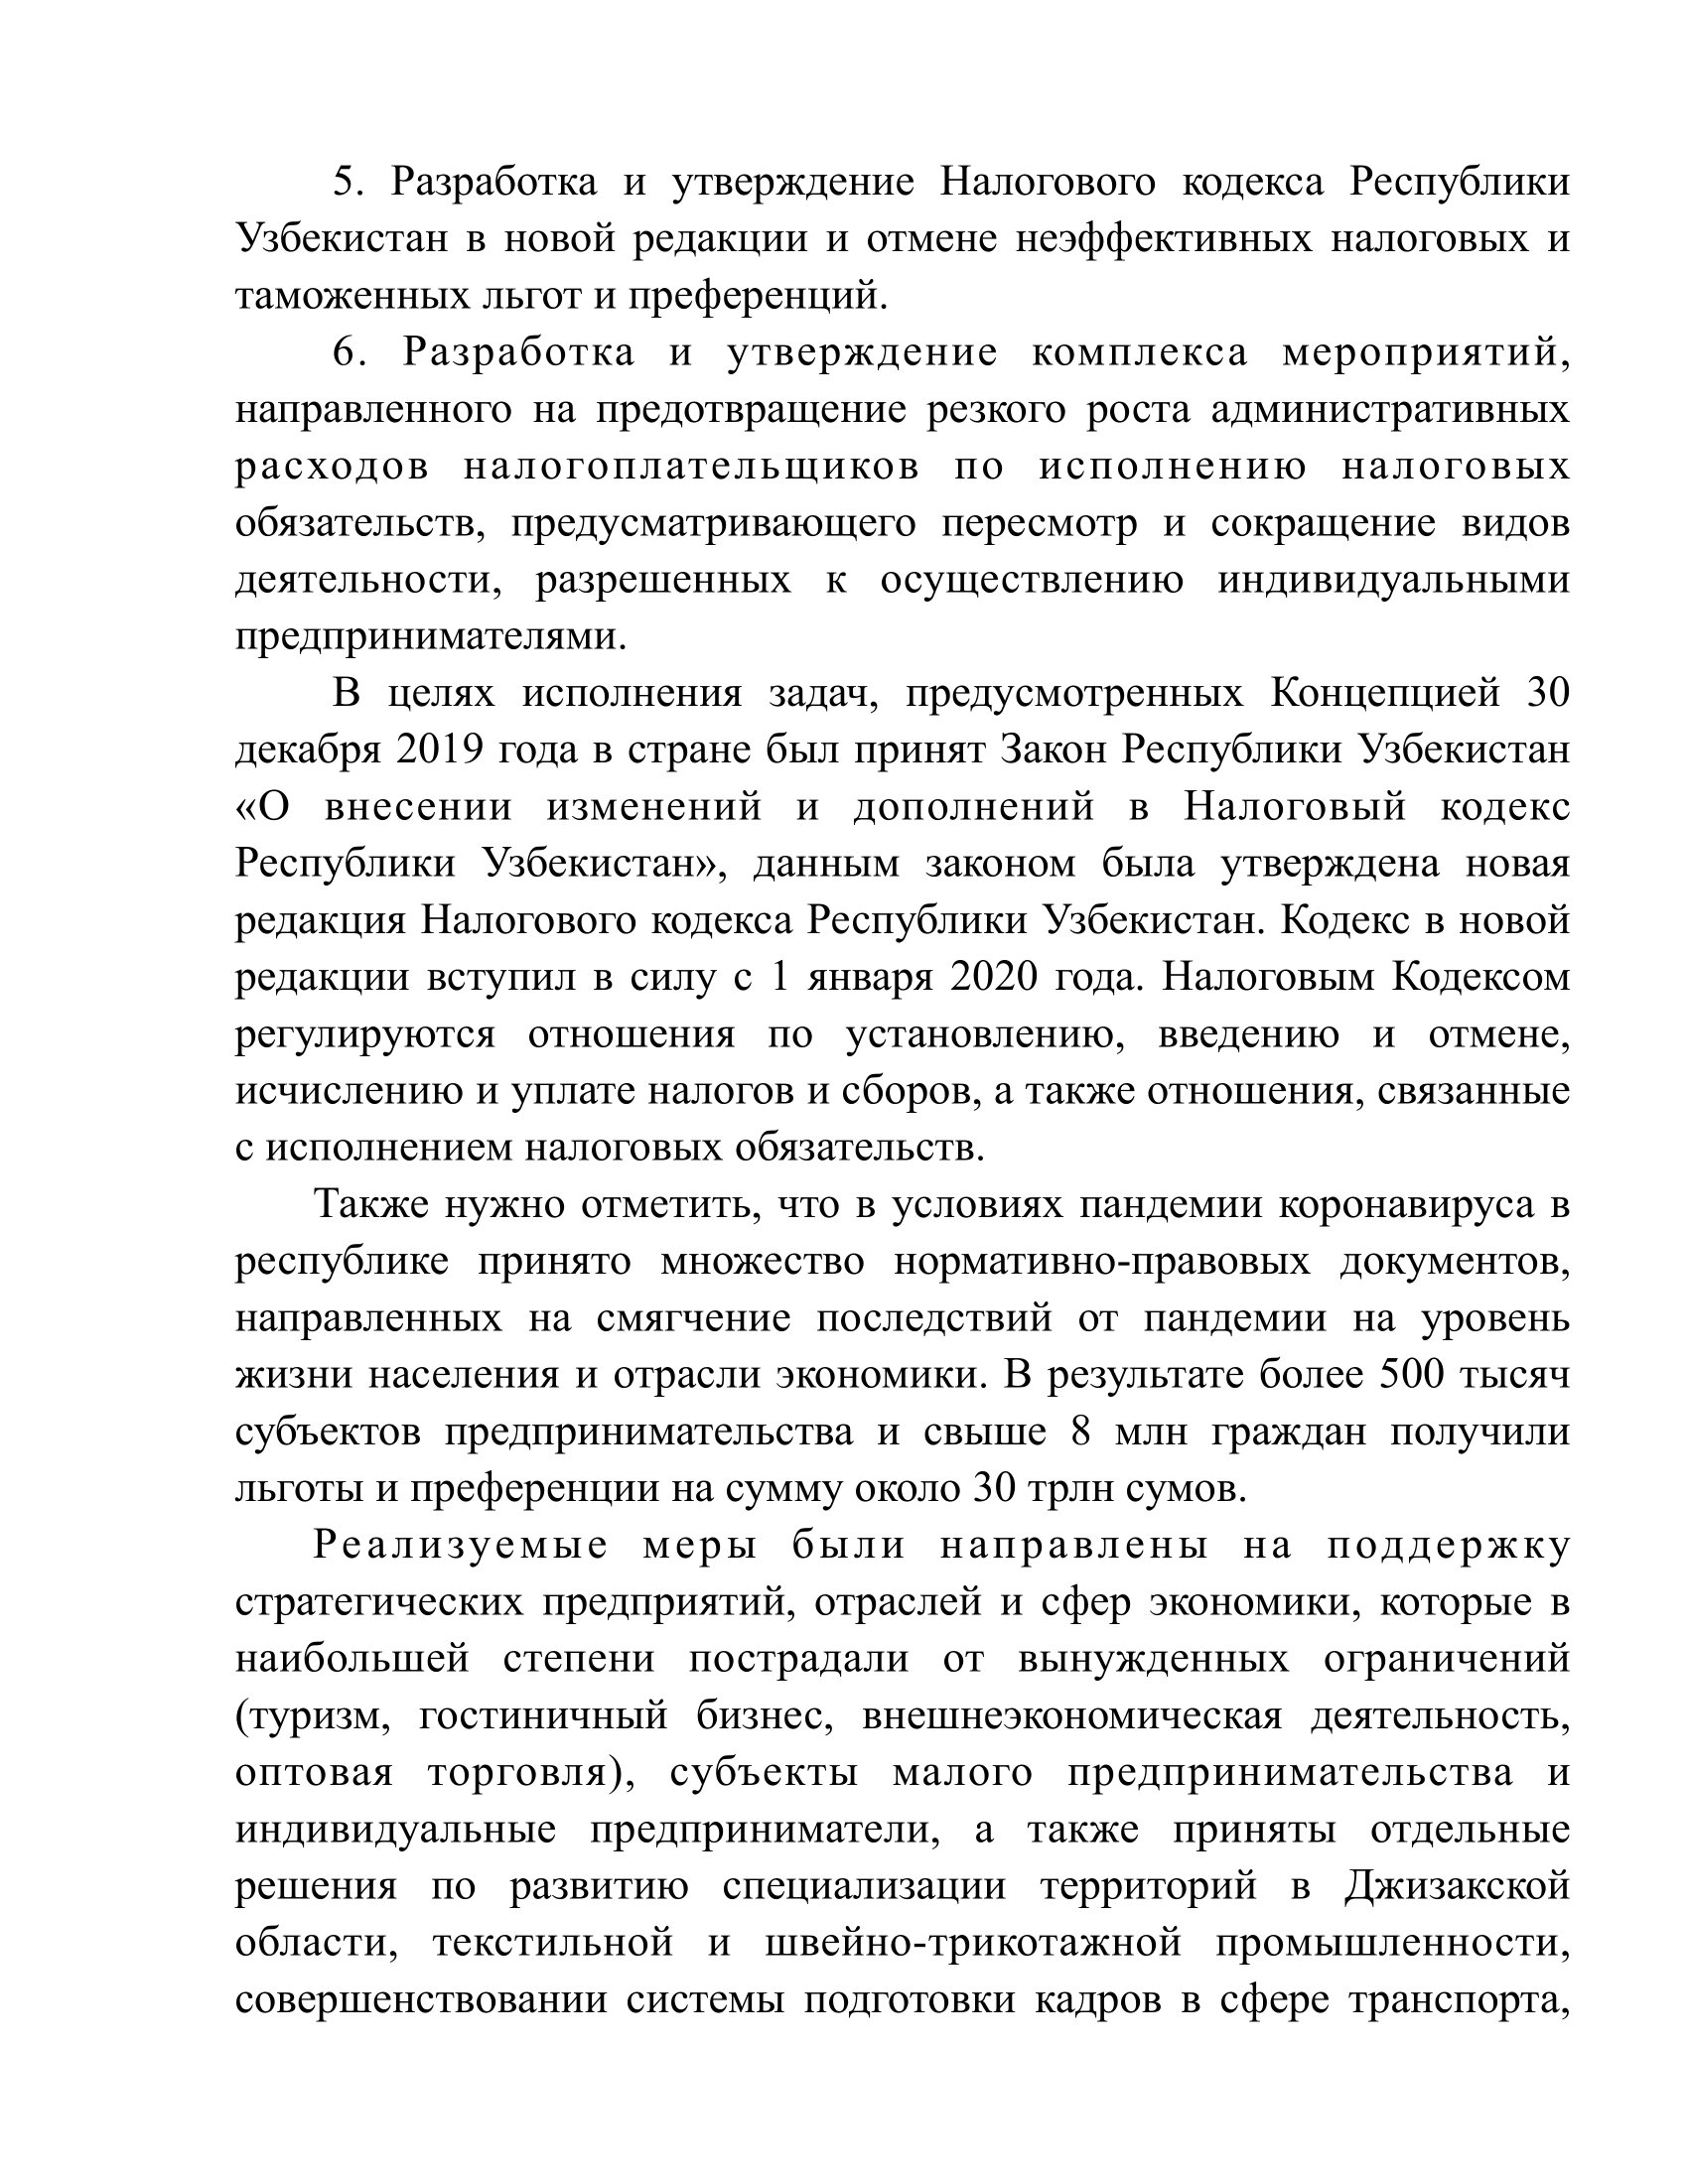 5. Разработка и утверждение Налогового кодекса Республики
Узбекистан в новой редакции и отмене неэффективных налоговых и
таможенных льгот и преференций.
6. Разработка и утверждение комплекса мероприятий,
направленного на предотвращение резкого роста административных
расходов налогоплательщиков по исполнению налоговых
обязательств, предусматривающего пересмотр и сокращение видов
деятельности, разрешенных к осуществлению индивидуальными
предпринимателями.
В целях исполнения задач, предусмотренных Концепцией 30
декабря 2019 года в стране был принят Закон Республики Узбекистан
«О внесении изменений и дополнений в Налоговый кодекс
Республики Узбекистан», данным законом была утверждена новая
редакция Налогового кодекса Республики Узбекистан. Кодекс в новой
редакции вступил в силу с 1 января 2020 года. Налоговым Кодексом
регулируются отношения по установлению, введению и отмене,
исчислению и уплате налогов и сборов, а также отношения, связанные
с исполнением налоговых обязательств.
Также нужно отметить, что в условиях пандемии коронавируса в
республике принято множество нормативно-правовых документов,
направленных на смягчение последствий от пандемии на уровень
жизни населения и отрасли экономики. В результате более 500 тысяч
субъектов предпринимательства и свыше 8 млн граждан получили
льготы и преференции на сумму около 30 трлн сумов.
Реализуемые меры были направлены на поддержку
стратегических предприятий, отраслей и сфер экономики, которые в
наибольшей степени пострадали от вынужденных ограничений
(туризм, гостиничный бизнес, внешнеэкономическая деятельность,
оптовая торговля), субъекты малого предпринимательства и
индивидуальные предприниматели, а также приняты отдельные
решения по развитию специализации территорий в Джизакской
области, текстильной и швейно-трикотажной промышленности,
совершенствовании системы подготовки кадров в сфере транспорта,